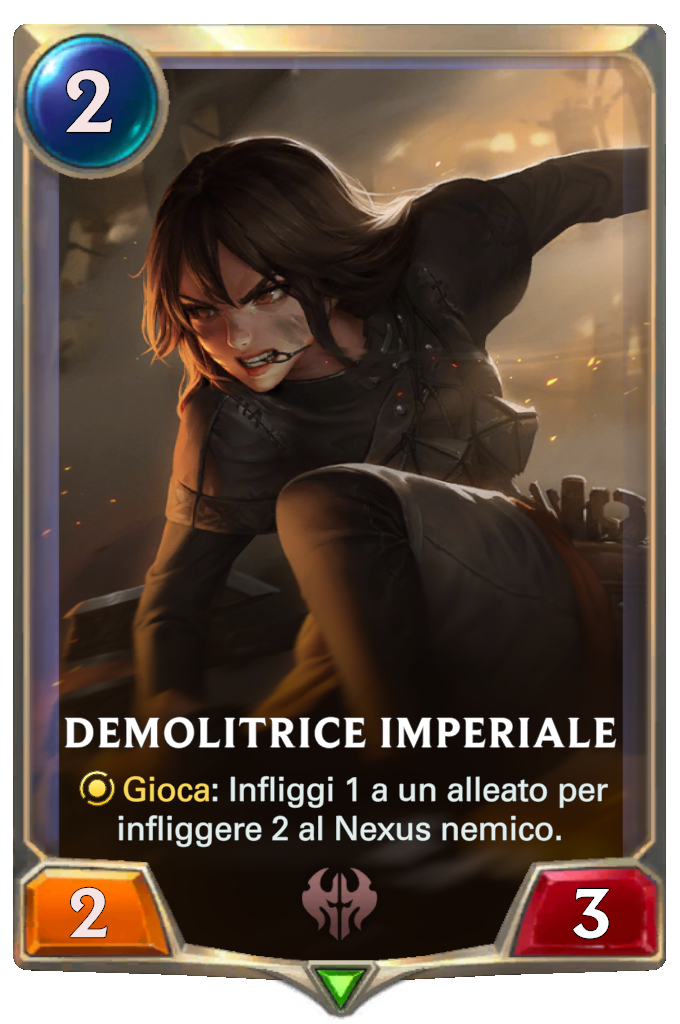 2
DEMOLITRICE IMPERIALE
Gioca: Infliggi 1 a un alleato per
infliggere 2 al Nexus nemico.
2
3